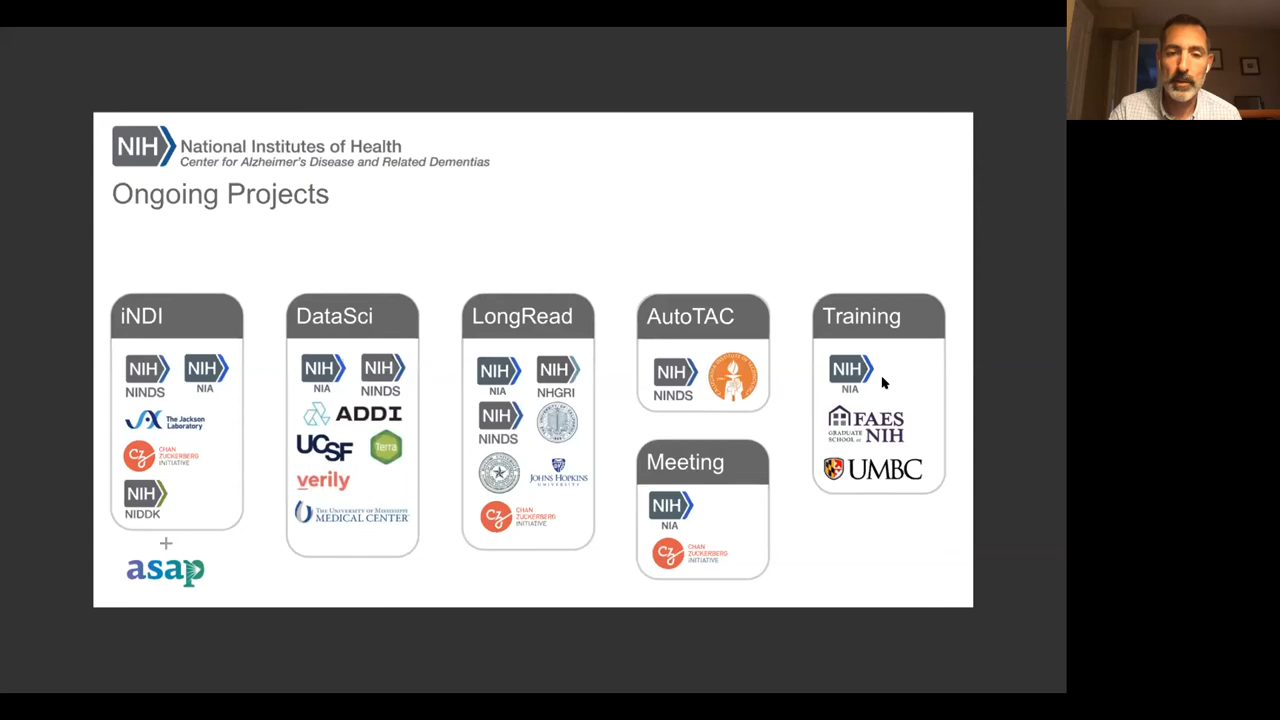 NIH National Institutes of Health
Center for Alzheimer's Disease and Related Dementias
Ongoing Projects
iNDI
NIH NINDS
NIH NIA
The Jackson Laboratory
CZ CHAN ZUCKERBERG INITIATIVE
NIH NIDDK
+
asap
DataSci
NIH NIA
NIH NINDS
ADDI
UCSF
Terra
verily
THE UNIVERSITY OF MISSISSIPPI
MEDICAL CENTER
LongRead
NIH NIA
NIH NHGRI
NIH NINDS
JOHNS HOPKINS
UNIVERSITY
CZ CHAN ZUCKERBERG INITIATIVE
AutoTAC
NIH NINDS
Meeting
NIH NIA
CZ CHAN ZUCKERBERG INITIATIVE
Training
NIH NIA
FAES
GRADUATE SCHOOL at NIH
UMBC